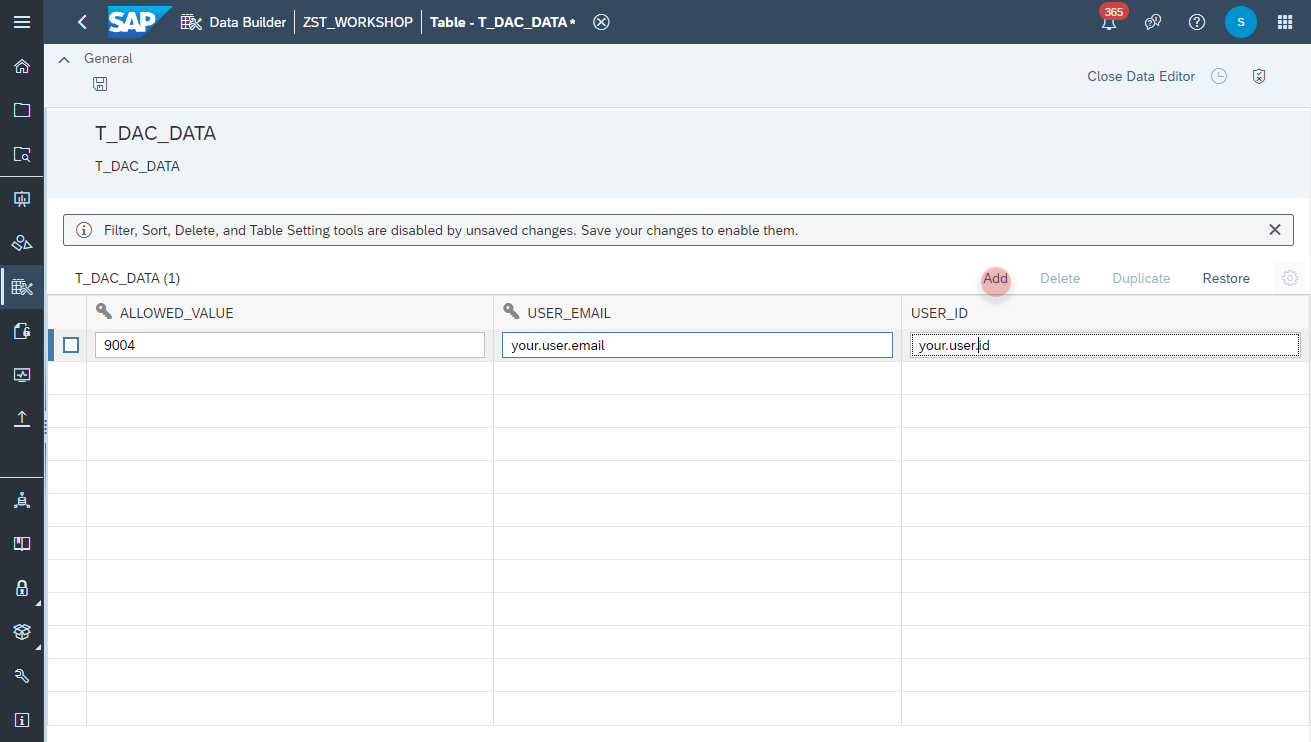 SAP Data Builder ZST_WORKSHOP Table - T_DAC_DATA* 365 S
General
Close Data Editor
T_DAC_DATA
T_DAC_DATA
Filter, Sort, Delete, and Table Setting tools are disabled by unsaved changes. Save your changes to enable them.
T_DAC_DATA (1) Add Delete Duplicate Restore
ALLOWED_VALUE USER_EMAIL USER_ID
9004 your.user.email your.user.id